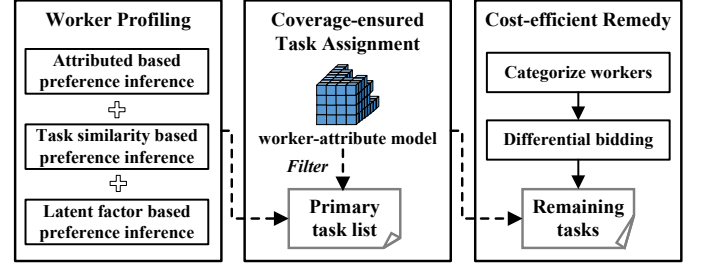 Worker Profiling
Attributed based
preference inference
Task similarity based
preference inference
Latent factor based
preference inference
Coverage-ensured
Task Assignment
worker-attribute model
Filter
Primary
task list
Cost-efficient Remedy
Categorize workers
Differential bidding
Remaining
tasks